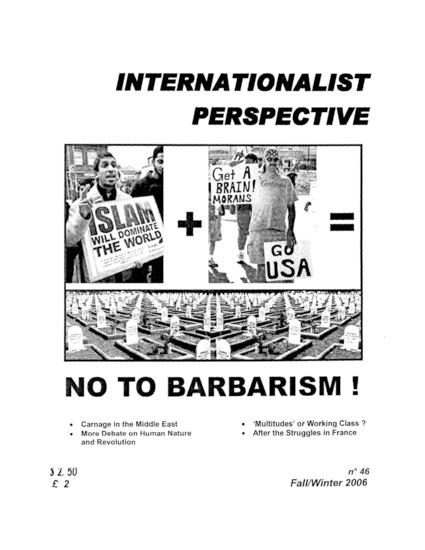 INTERNATIONALIST
PERSPECTIVE
ISLAM
WILL DOMINATE
THE WORLD
+
Get A
BRAIN!
MORANS
GO
USA
=
NO TO BARBARISM !
• Carnage in the Middle East
• More Debate on Human Nature
and Revolution
• 'Multitudes' or Working Class ?
• After the Struggles in France
$ 2.50
£ 2
n° 46
Fall/Winter 2006